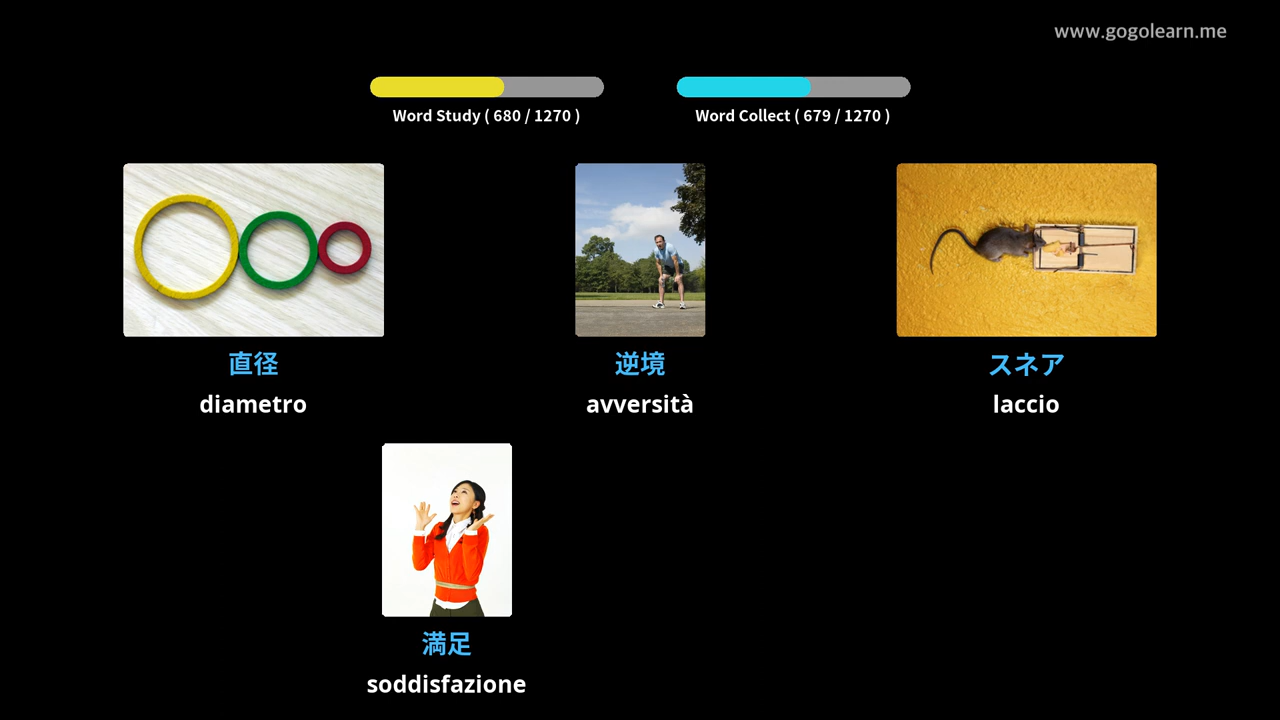 www.gogolearn.me
Word Study ( 680 / 1270 )
Word Collect ( 679 / 1270 )
直径
逆境
スネア
diametro
avversità
laccio
満足
soddisfazione